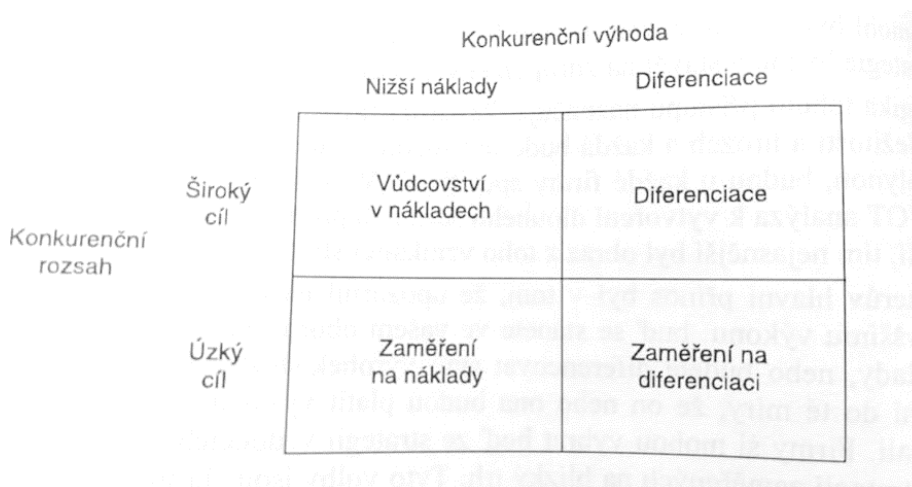 Konkurenční výhoda
Nižší náklady Diferenciace
Široký
cíl
Vůdcovství
v nákladech
Diferenciace
Konkurenční
rozsah
Úzký
cíl
Zaměření
na náklady
Zaměření na
diferenciaci